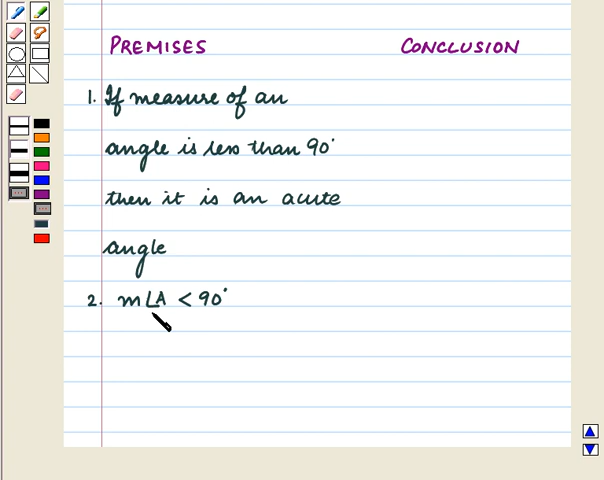 PREMISES CONCLUSION
1. If measure of an
angle is less than 90°
then it is an acute
angle
2. m∠A < 90°